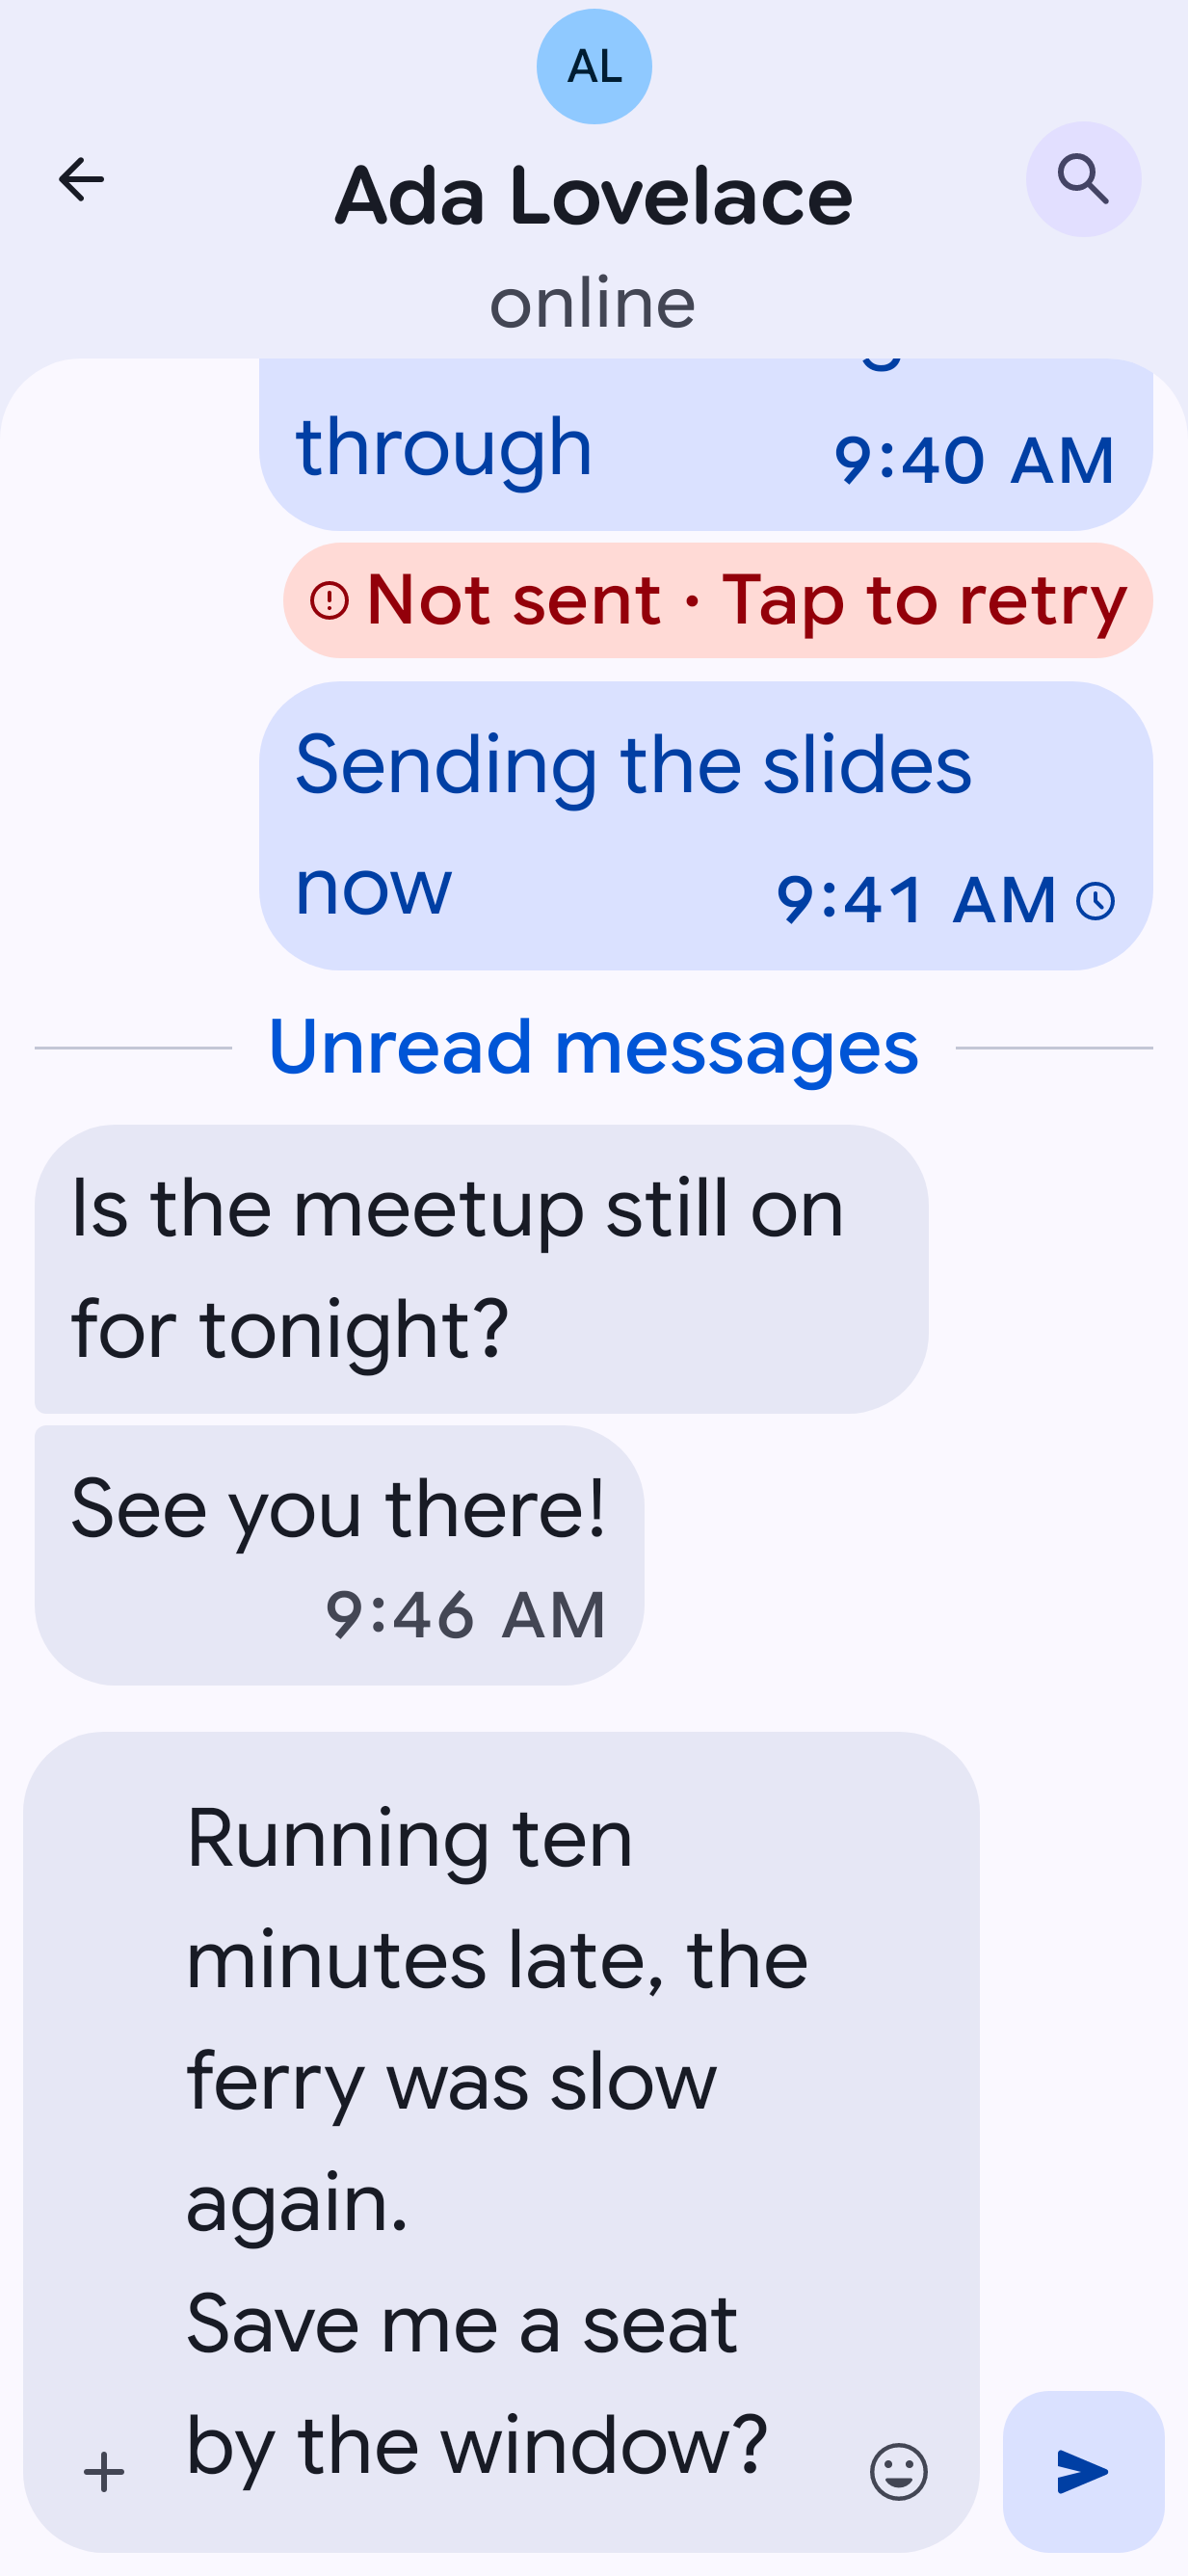 AL
Ada Lovelace
online
through
9:40 AM
Not sent · Tap to retry
Sending the slides
now
9:41 AM
Unread messages
Is the meetup still on
for tonight?
See you there!
9:46 AM
Running ten
minutes late, the
ferry was slow
again.
Save me a seat
by the window?